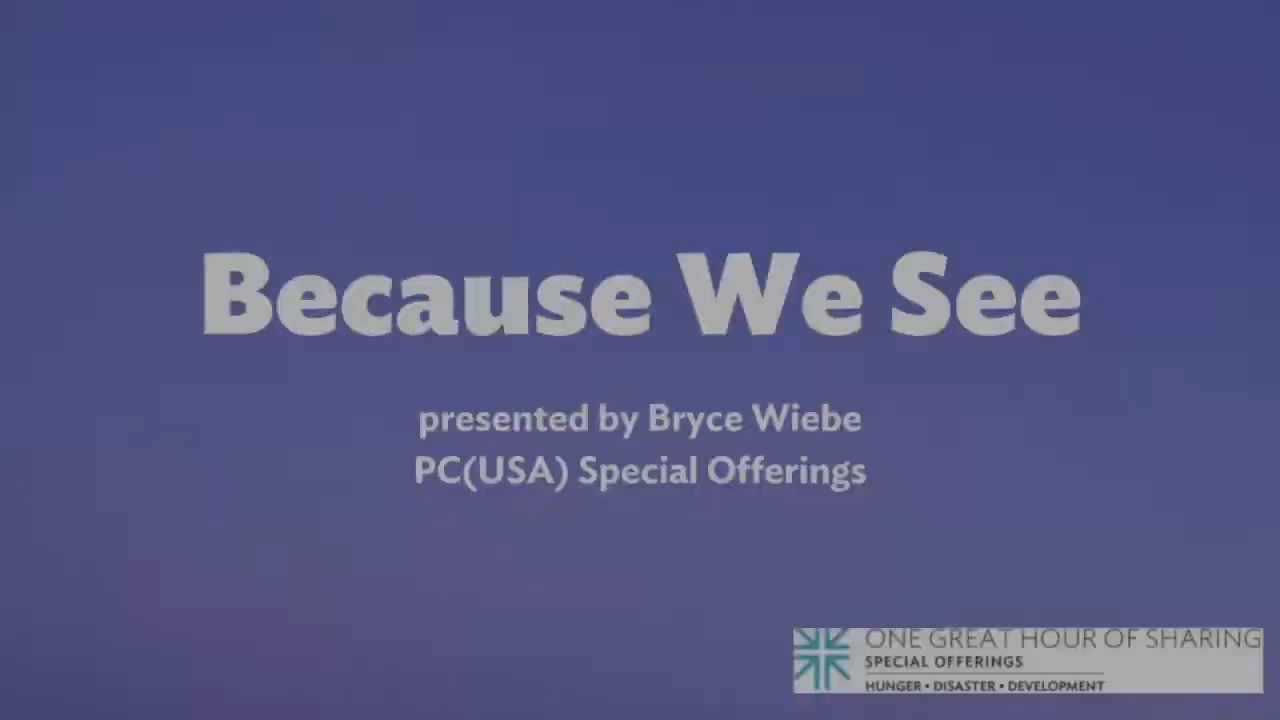 Because We See
presented by Bryce Wiebe
PC(USA) Special Offerings
ONE GREAT HOUR OF SHARING
SPECIAL OFFERINGS
HUNGER • DISASTER • DEVELOPMENT